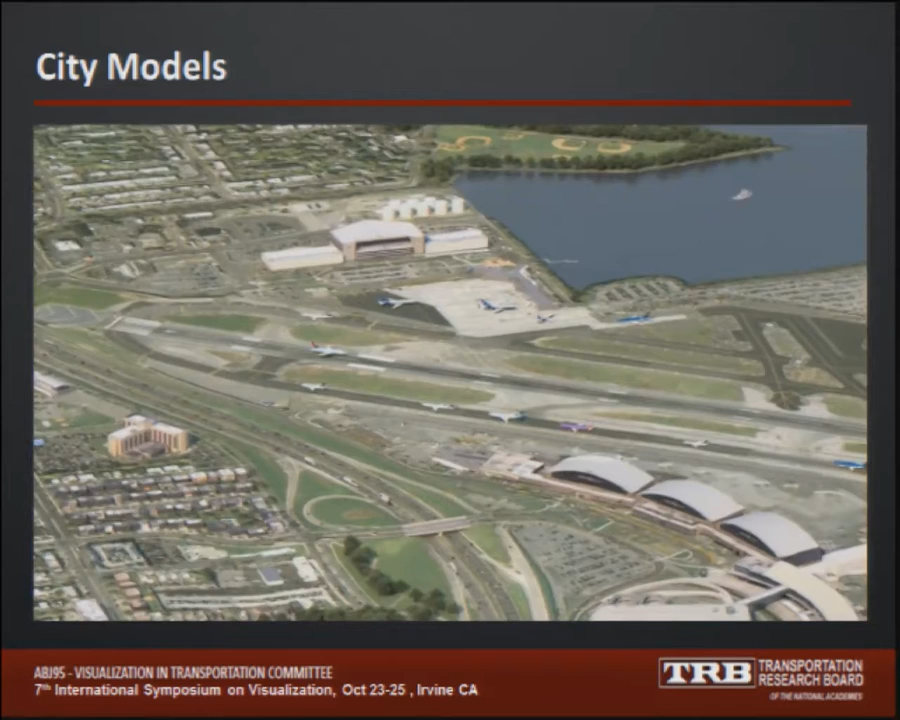 City Models
ABJ95 - VISUALIZATION IN TRANSPORTATION COMMITTEE
7th International Symposium on Visualization, Oct 23-25 , Irvine CA
TRB TRANSPORTATION
RESEARCH BOARD
OF THE NATIONAL ACADEMIES